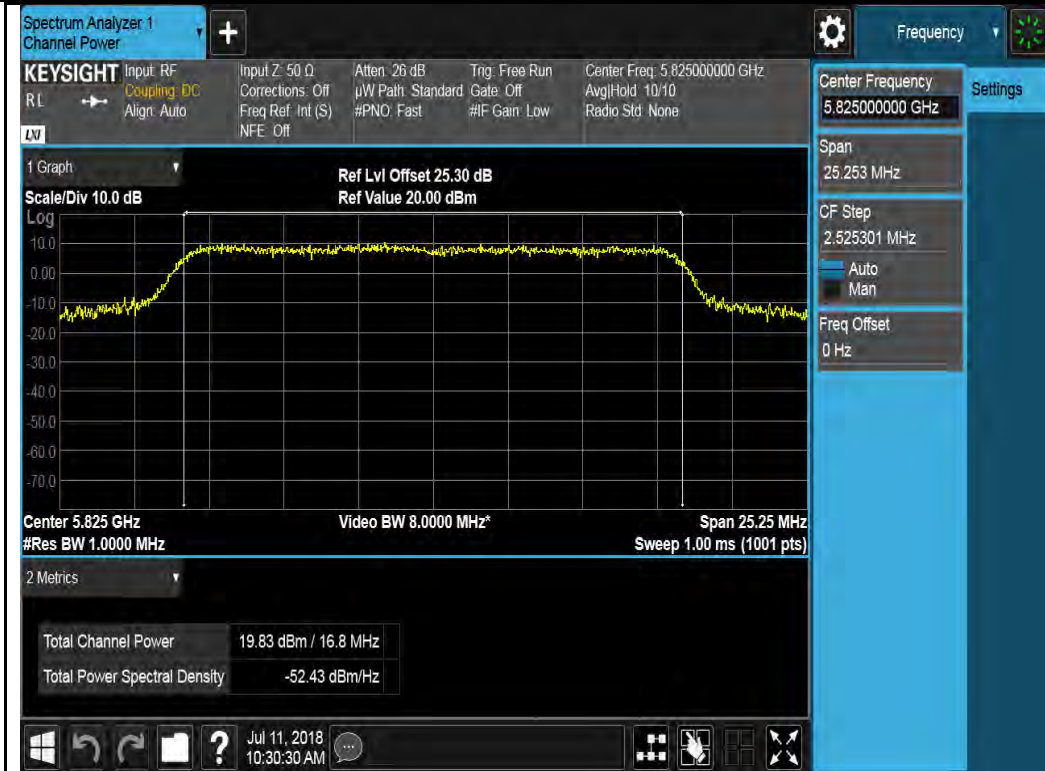 Spectrum Analyzer 1
Channel Power
+
Frequency
KEYSIGHT
RL
LXI
Input: RF
Coupling: DC
Align: Auto
Input Z: 50 Ω
Corrections: Off
Freq Ref: Int (S)
NFE: Off
Atten: 26 dB
µW Path: Standard
#PNO: Fast
Trig: Free Run
Gate: Off
#IF Gain: Low
Center Freq: 5.825000000 GHz
Avg|Hold: 10/10
Radio Std: None
Center Frequency
5.825000000 GHz
Settings
Span
25.253 MHz
CF Step
2.525301 MHz
Auto
Man
Freq Offset
0 Hz
1 Graph
Scale/Div 10.0 dB
Ref Lvl Offset 25.30 dB
Ref Value 20.00 dBm
Log
10.0
0.00
-10.0
-20.0
-30.0
-40.0
-50.0
-60.0
-70.0
Center 5.825 GHz
#Res BW 1.0000 MHz
Video BW 8.0000 MHz*
Span 25.25 MHz
Sweep 1.00 ms (1001 pts)
2 Metrics
Total Channel Power 19.83 dBm / 16.8 MHz
Total Power Spectral Density -52.43 dBm/Hz
?
Jul 11, 2018
10:30:30 AM